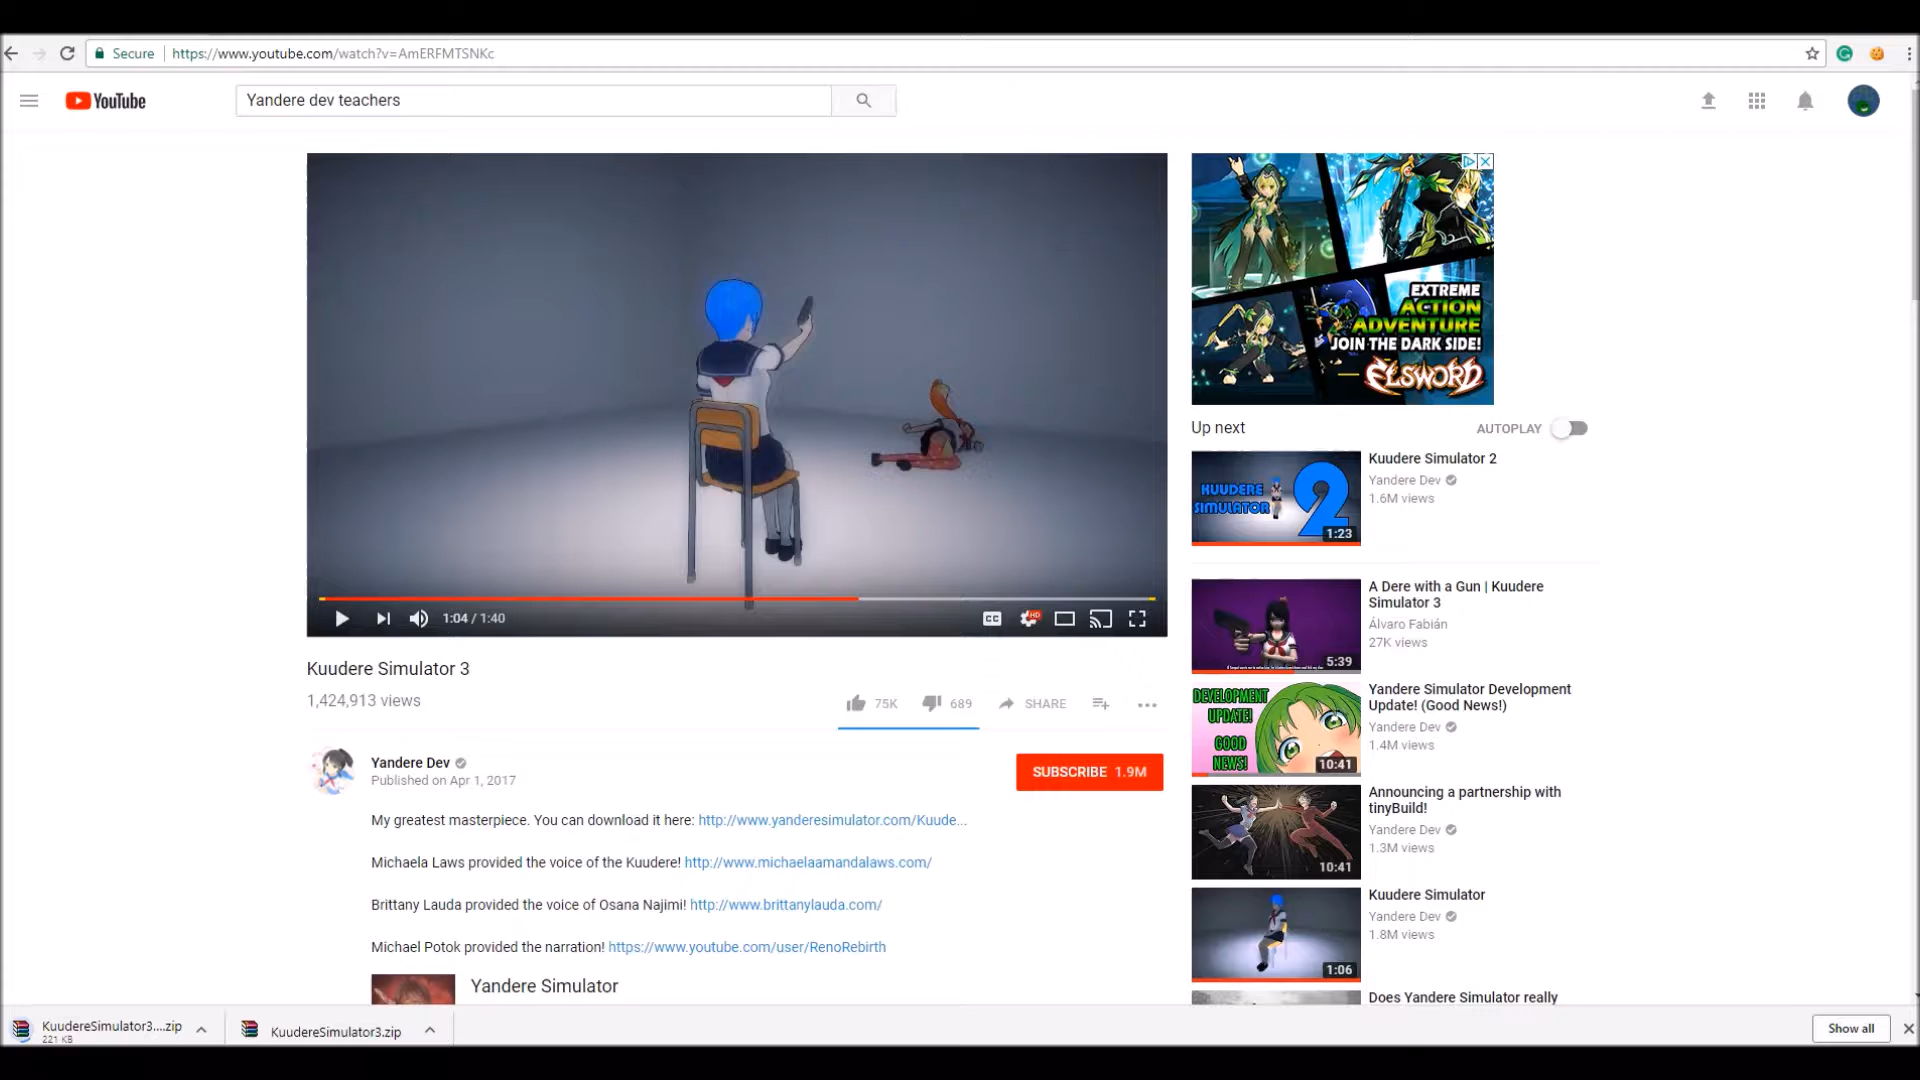 Secure
https://www.youtube.com/watch?v=AmERFMTSNKc
YouTube
Yandere dev teachers
1:04 / 1:40
CC
HD
Kuudere Simulator 3
1,424,913 views
75K
689
SHARE
Yandere Dev
Published on Apr 1, 2017
SUBSCRIBE 1.9M
My greatest masterpiece. You can download it here: http://www.yanderesimulator.com/Kuude...
Michaela Laws provided the voice of the Kuudere! http://www.michaelaamandalaws.com/
Brittany Lauda provided the voice of Osana Najimi! http://www.brittanylauda.com/
Michael Potok provided the narration! https://www.youtube.com/user/RenoRebirth
Yandere Simulator
EXTREME
ACTION
ADVENTURE
JOIN THE DARK SIDE!
ELSWORD
Up next
AUTOPLAY
KUUDERE
SIMULATOR
2
1:23
Kuudere Simulator 2
Yandere Dev
1.6M views
5:39
A Dere with a Gun | Kuudere
Simulator 3
Álvaro Fabián
27K views
DEVELOPMENT
UPDATE!
GOOD
NEWS!
10:41
Yandere Simulator Development
Update! (Good News!)
Yandere Dev
1.4M views
10:41
Announcing a partnership with
tinyBuild!
Yandere Dev
1.3M views
1:06
Kuudere Simulator
Yandere Dev
1.8M views
Does Yandere Simulator really
KuudereSimulator3....zip
221 KB
KuudereSimulator3.zip
Show all